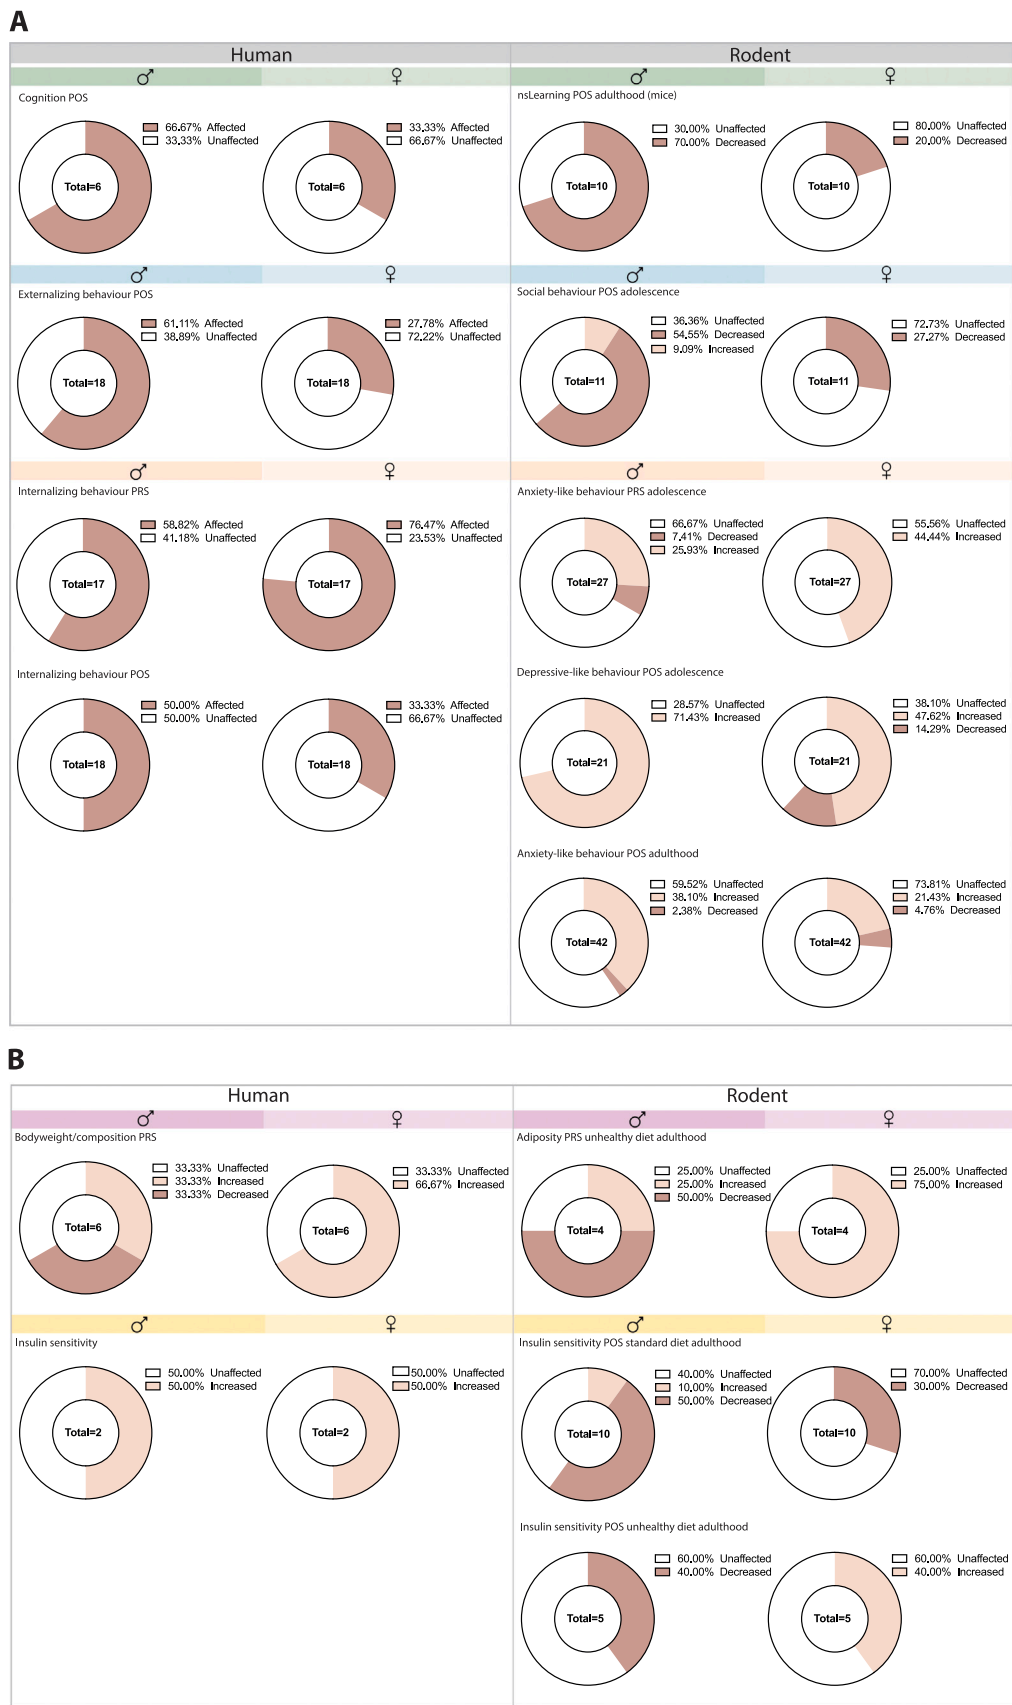 A
Human
Rodent
♂ ♀ ♂ ♀
Cognition POS
66.67% Affected
33.33% Unaffected
Total=6
33.33% Affected
66.67% Unaffected
Total=6
nsLearning POS adulthood (mice)
30.00% Unaffected
70.00% Decreased
Total=10
80.00% Unaffected
20.00% Decreased
Total=10
♂ ♀ ♂ ♀
Externalizing behaviour POS
61.11% Affected
38.89% Unaffected
Total=18
27.78% Affected
72.22% Unaffected
Total=18
Social behaviour POS adolescence
36.36% Unaffected
54.55% Decreased
9.09% Increased
Total=11
72.73% Unaffected
27.27% Decreased
Total=11
♂ ♀ ♂ ♀
Internalizing behaviour PRS
58.82% Affected
41.18% Unaffected
Total=17
76.47% Affected
23.53% Unaffected
Total=17
Anxiety-like behaviour PRS adolescence
66.67% Unaffected
7.41% Decreased
25.93% Increased
Total=27
55.56% Unaffected
44.44% Increased
Total=27
Internalizing behaviour POS
50.00% Affected
50.00% Unaffected
Total=18
33.33% Affected
66.67% Unaffected
Total=18
Depressive-like behaviour POS adolescence
28.57% Unaffected
71.43% Increased
Total=21
38.10% Unaffected
47.62% Increased
14.29% Decreased
Total=21
Anxiety-like behaviour POS adulthood
59.52% Unaffected
38.10% Increased
2.38% Decreased
Total=42
73.81% Unaffected
21.43% Increased
4.76% Decreased
Total=42
B
Human
Rodent
♂ ♀ ♂ ♀
Bodyweight/composition PRS
33.33% Unaffected
33.33% Increased
33.33% Decreased
Total=6
33.33% Unaffected
66.67% Increased
Total=6
Adiposity PRS unhealthy diet adulthood
25.00% Unaffected
25.00% Increased
50.00% Decreased
Total=4
25.00% Unaffected
75.00% Increased
Total=4
♂ ♀ ♂ ♀
Insulin sensitivity
50.00% Unaffected
50.00% Increased
Total=2
50.00% Unaffected
50.00% Increased
Total=2
Insulin sensitivity POS standard diet adulthood
40.00% Unaffected
10.00% Increased
50.00% Decreased
Total=10
70.00% Unaffected
30.00% Decreased
Total=10
Insulin sensitivity POS unhealthy diet adulthood
60.00% Unaffected
40.00% Decreased
Total=5
60.00% Unaffected
40.00% Increased
Total=5